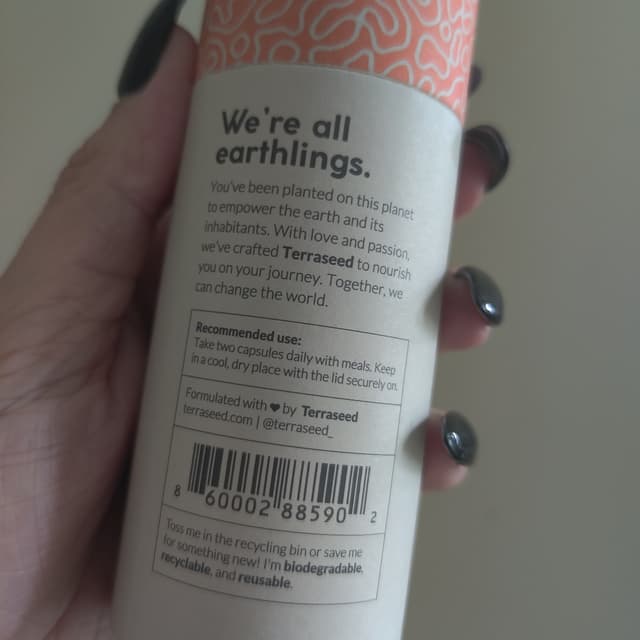 We're all
earthlings.
You've been planted on this planet
to empower the earth and its
inhabitants. With love and passion,
we've crafted Terraseed to nourish
you on your journey. Together, we
can change the world.
Recommended use:
Take two capsules daily with meals. Keep
in a cool, dry place with the lid securely on.
Formulated with ♥ by Terraseed
terraseed.com | @terraseed_
8 60002 88590 2
Toss me in the recycling bin or save me
for something new! I'm biodegradable,
recyclable, and reusable.